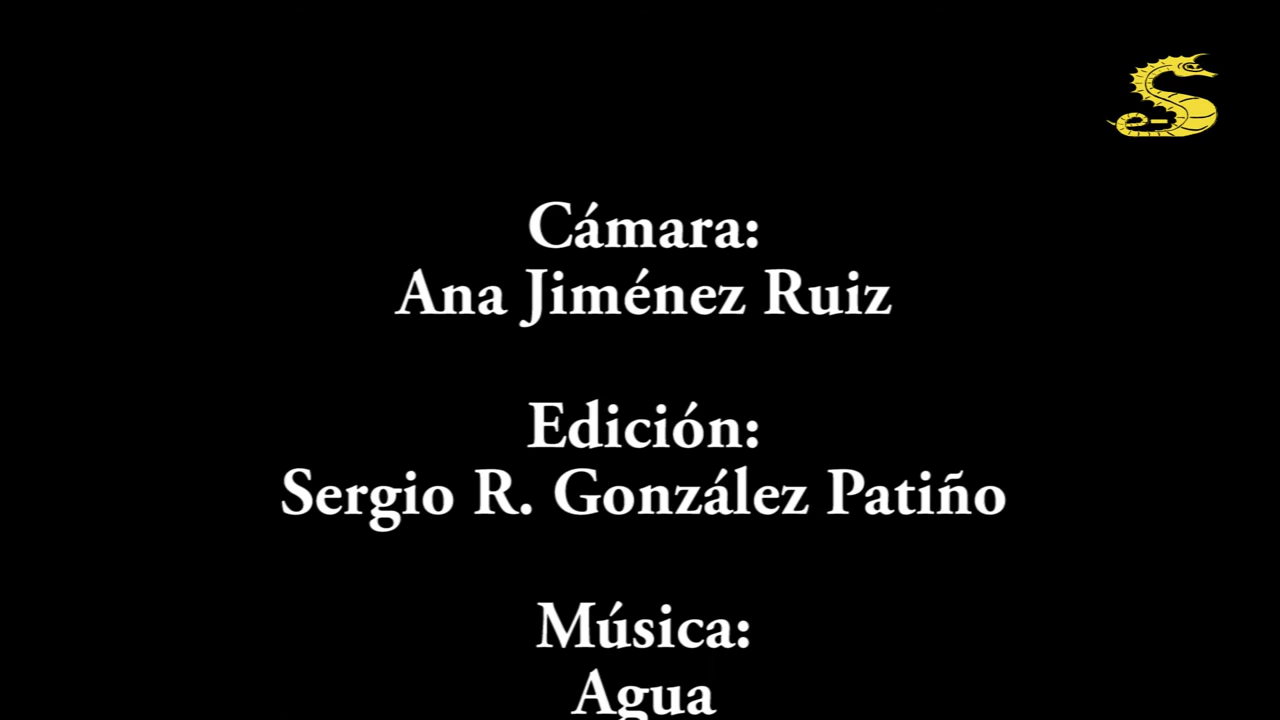 Cámara:
Ana Jiménez Ruiz
Edición:
Sergio R. González Patiño
Música:
Agua